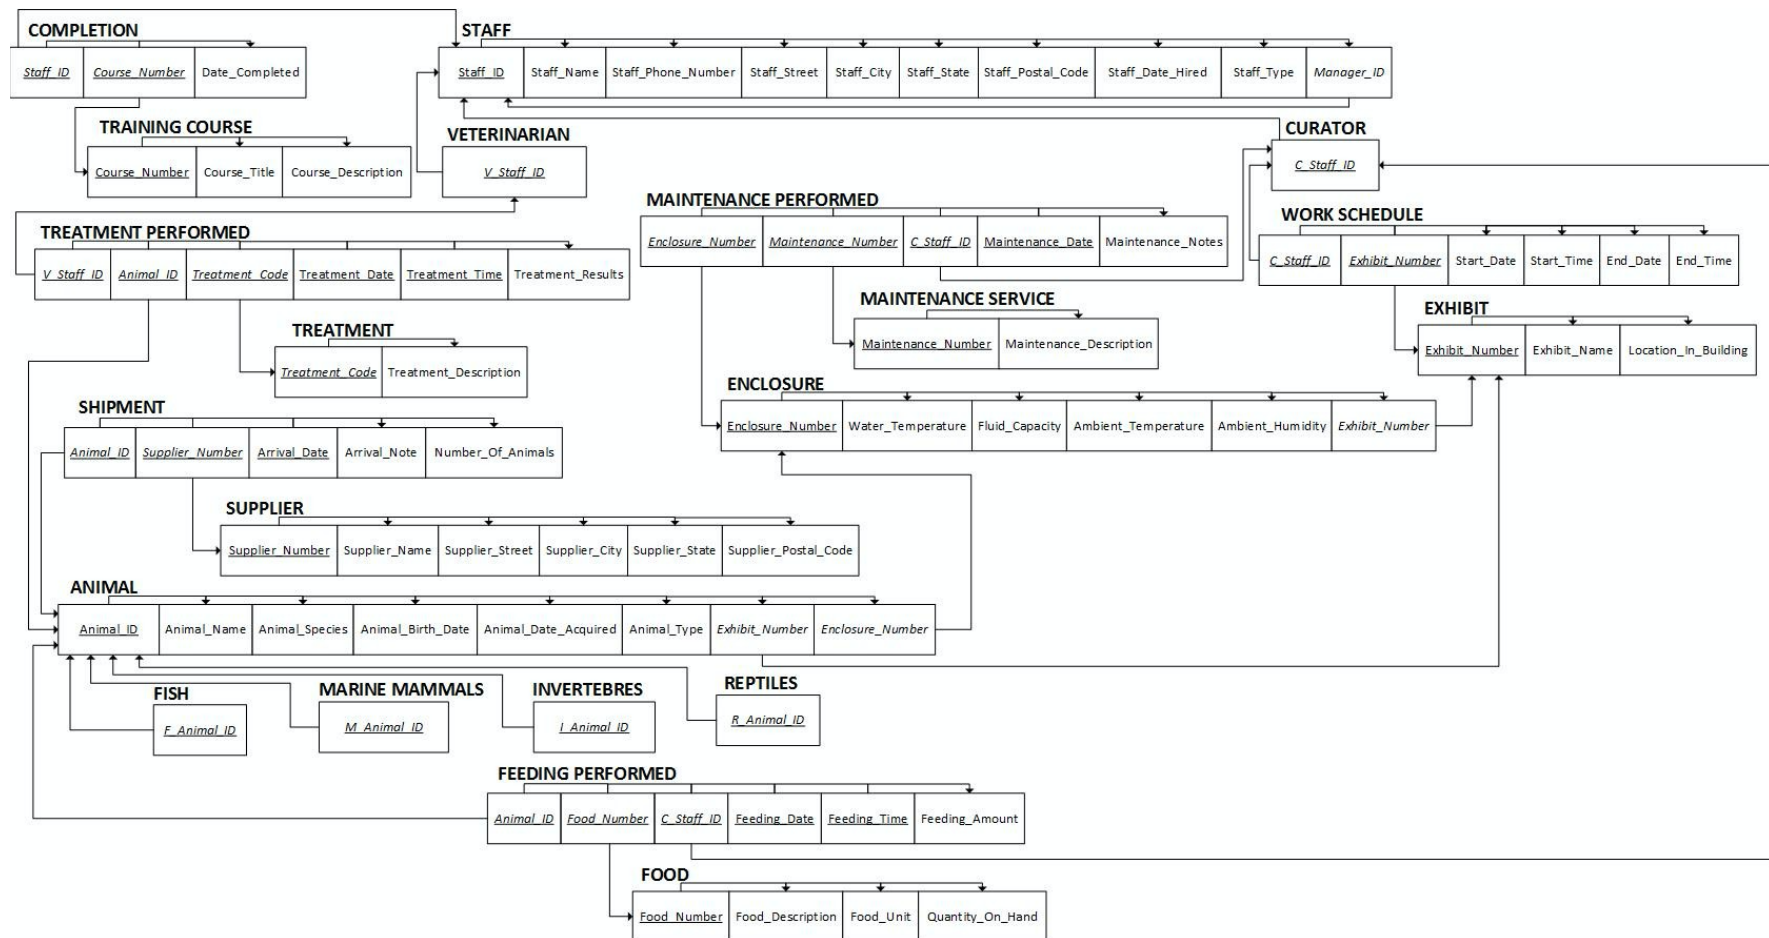 COMPLETION
Staff_ID Course_Number Date_Completed
STAFF
Staff_ID Staff_Name Staff_Phone_Number Staff_Street Staff_City Staff_State Staff_Postal_Code Staff_Date_Hired Staff_Type Manager_ID
TRAINING COURSE
Course_Number Course_Title Course_Description
VETERINARIAN
V_Staff_ID
CURATOR
C_Staff_ID
TREATMENT PERFORMED
V_Staff_ID Animal_ID Treatment_Code Treatment_Date Treatment_Time Treatment_Results
MAINTENANCE PERFORMED
Enclosure_Number Maintenance_Number C_Staff_ID Maintenance_Date Maintenance_Notes
WORK SCHEDULE
C_Staff_ID Exhibit_Number Start_Date Start_Time End_Date End_Time
MAINTENANCE SERVICE
Maintenance_Number Maintenance_Description
EXHIBIT
Exhibit_Number Exhibit_Name Location_In_Building
TREATMENT
Treatment_Code Treatment_Description
ENCLOSURE
Enclosure_Number Water_Temperature Fluid_Capacity Ambient_Temperature Ambient_Humidity Exhibit_Number
SHIPMENT
Animal_ID Supplier_Number Arrival_Date Arrival_Note Number_Of_Animals
SUPPLIER
Supplier_Number Supplier_Name Supplier_Street Supplier_City Supplier_State Supplier_Postal_Code
ANIMAL
Animal_ID Animal_Name Animal_Species Animal_Birth_Date Animal_Date_Acquired Animal_Type Exhibit_Number Enclosure_Number
FISH
F_Animal_ID
MARINE MAMMALS
M_Animal_ID
INVERTEBRES
I_Animal_ID
REPTILES
R_Animal_ID
FEEDING PERFORMED
Animal_ID Food_Number C_Staff_ID Feeding_Date Feeding_Time Feeding_Amount
FOOD
Food_Number Food_Description Food_Unit Quantity_On_Hand